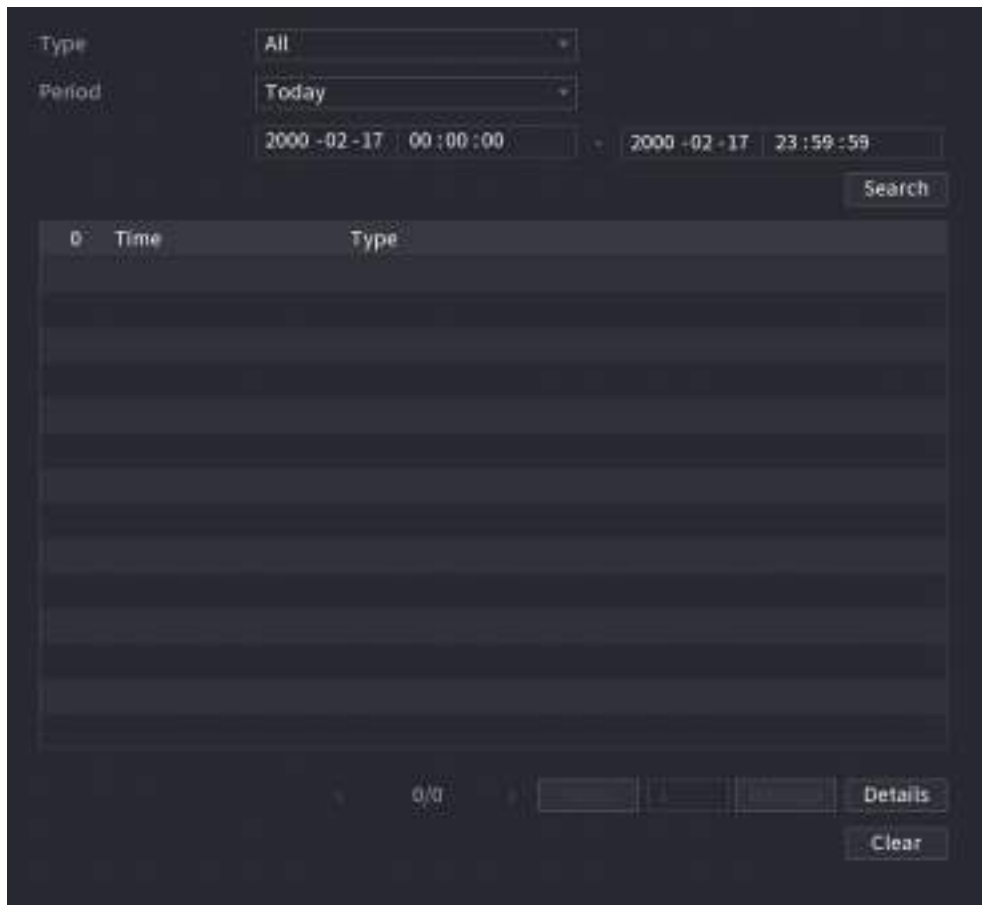 Type All
Period Today
2000 -02 -17 00 :00 :00 - 2000 -02 -17 23 :59 :59
Search
0 Time Type
0/0 Details
Clear